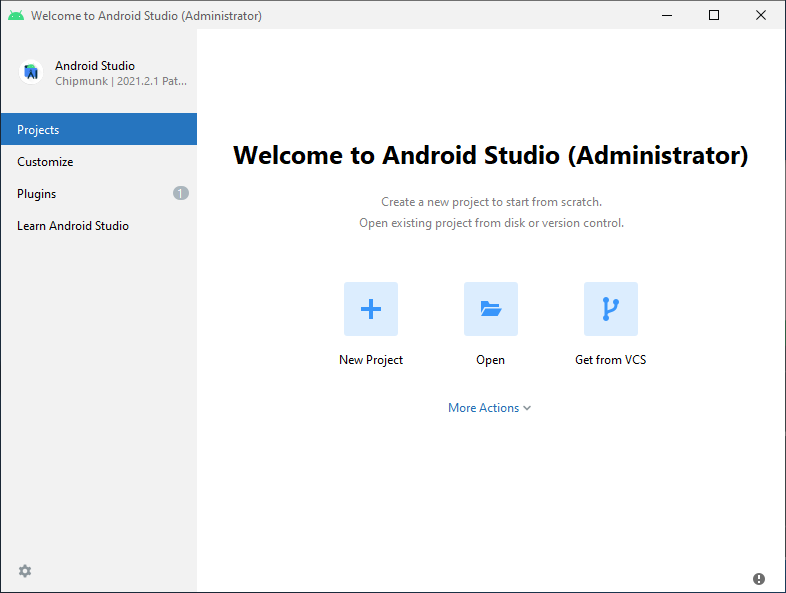 Welcome to Android Studio (Administrator)
Android Studio
Chipmunk | 2021.2.1 Pat...
Projects
Customize
Plugins
1
Learn Android Studio
Welcome to Android Studio (Administrator)
Create a new project to start from scratch.
Open existing project from disk or version control.
New Project
Open
Get from VCS
More Actions